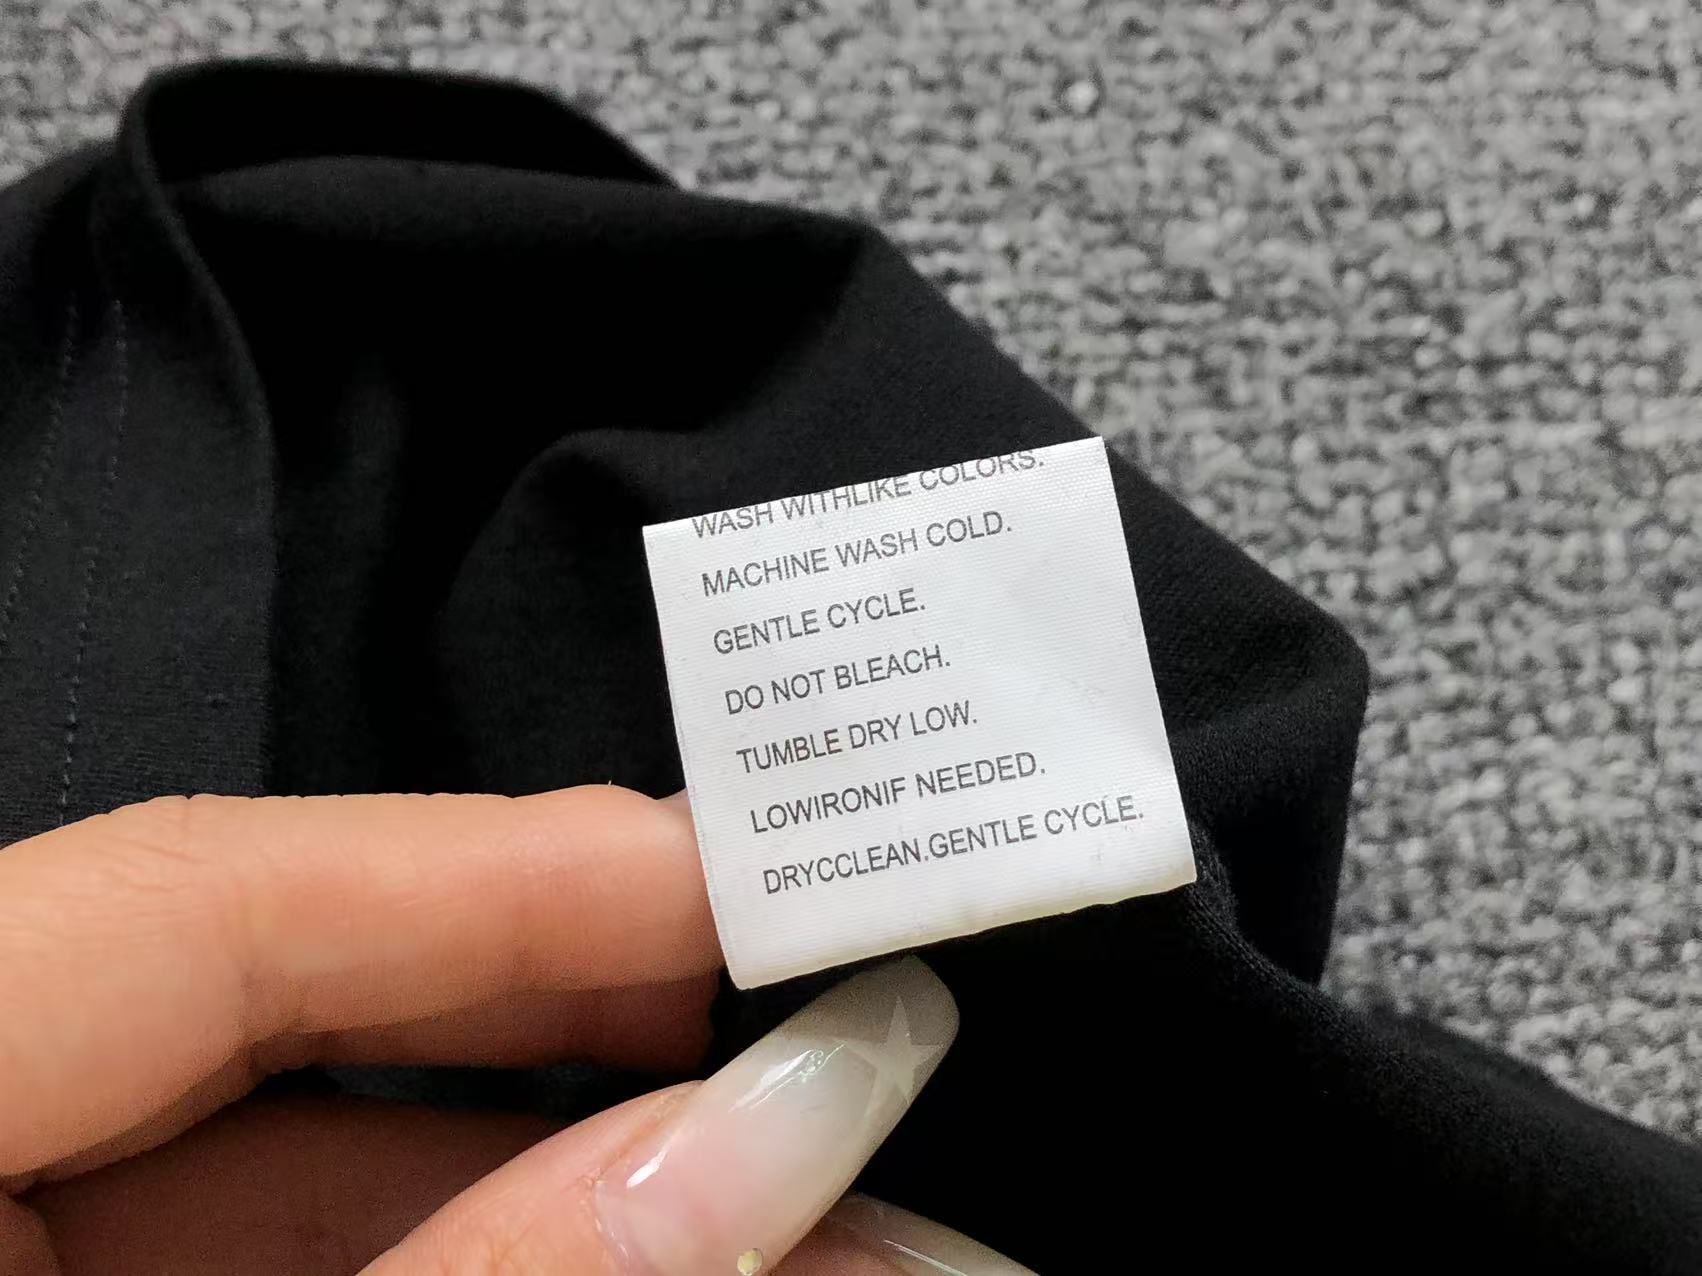 WASH WITHLIKE COLORS.
MACHINE WASH COLD.
GENTLE CYCLE.
DO NOT BLEACH.
TUMBLE DRY LOW.
LOWIRONIF NEEDED.
DRYCCLEAN.GENTLE CYCLE.